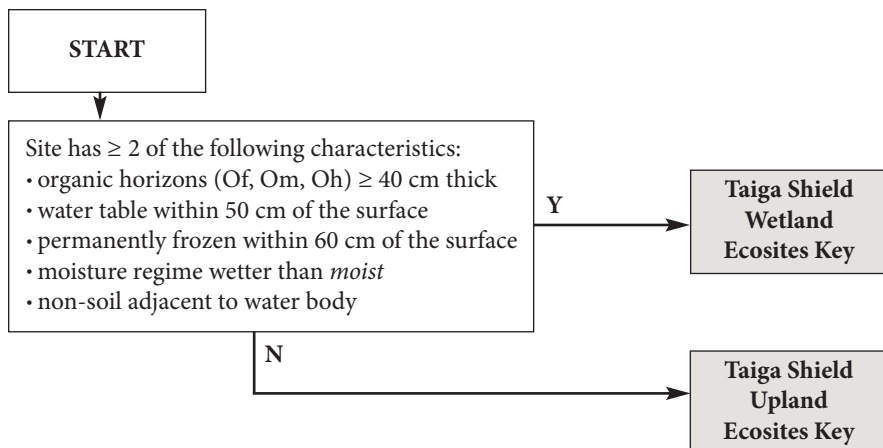 START
Site has ≥ 2 of the following characteristics:
• organic horizons (Of, Om, Oh) ≥ 40 cm thick
• water table within 50 cm of the surface
• permanently frozen within 60 cm of the surface
• moisture regime wetter than moist
• non-soil adjacent to water body
Y
Taiga Shield
Wetland
Ecosites Key
N
Taiga Shield
Upland
Ecosites Key